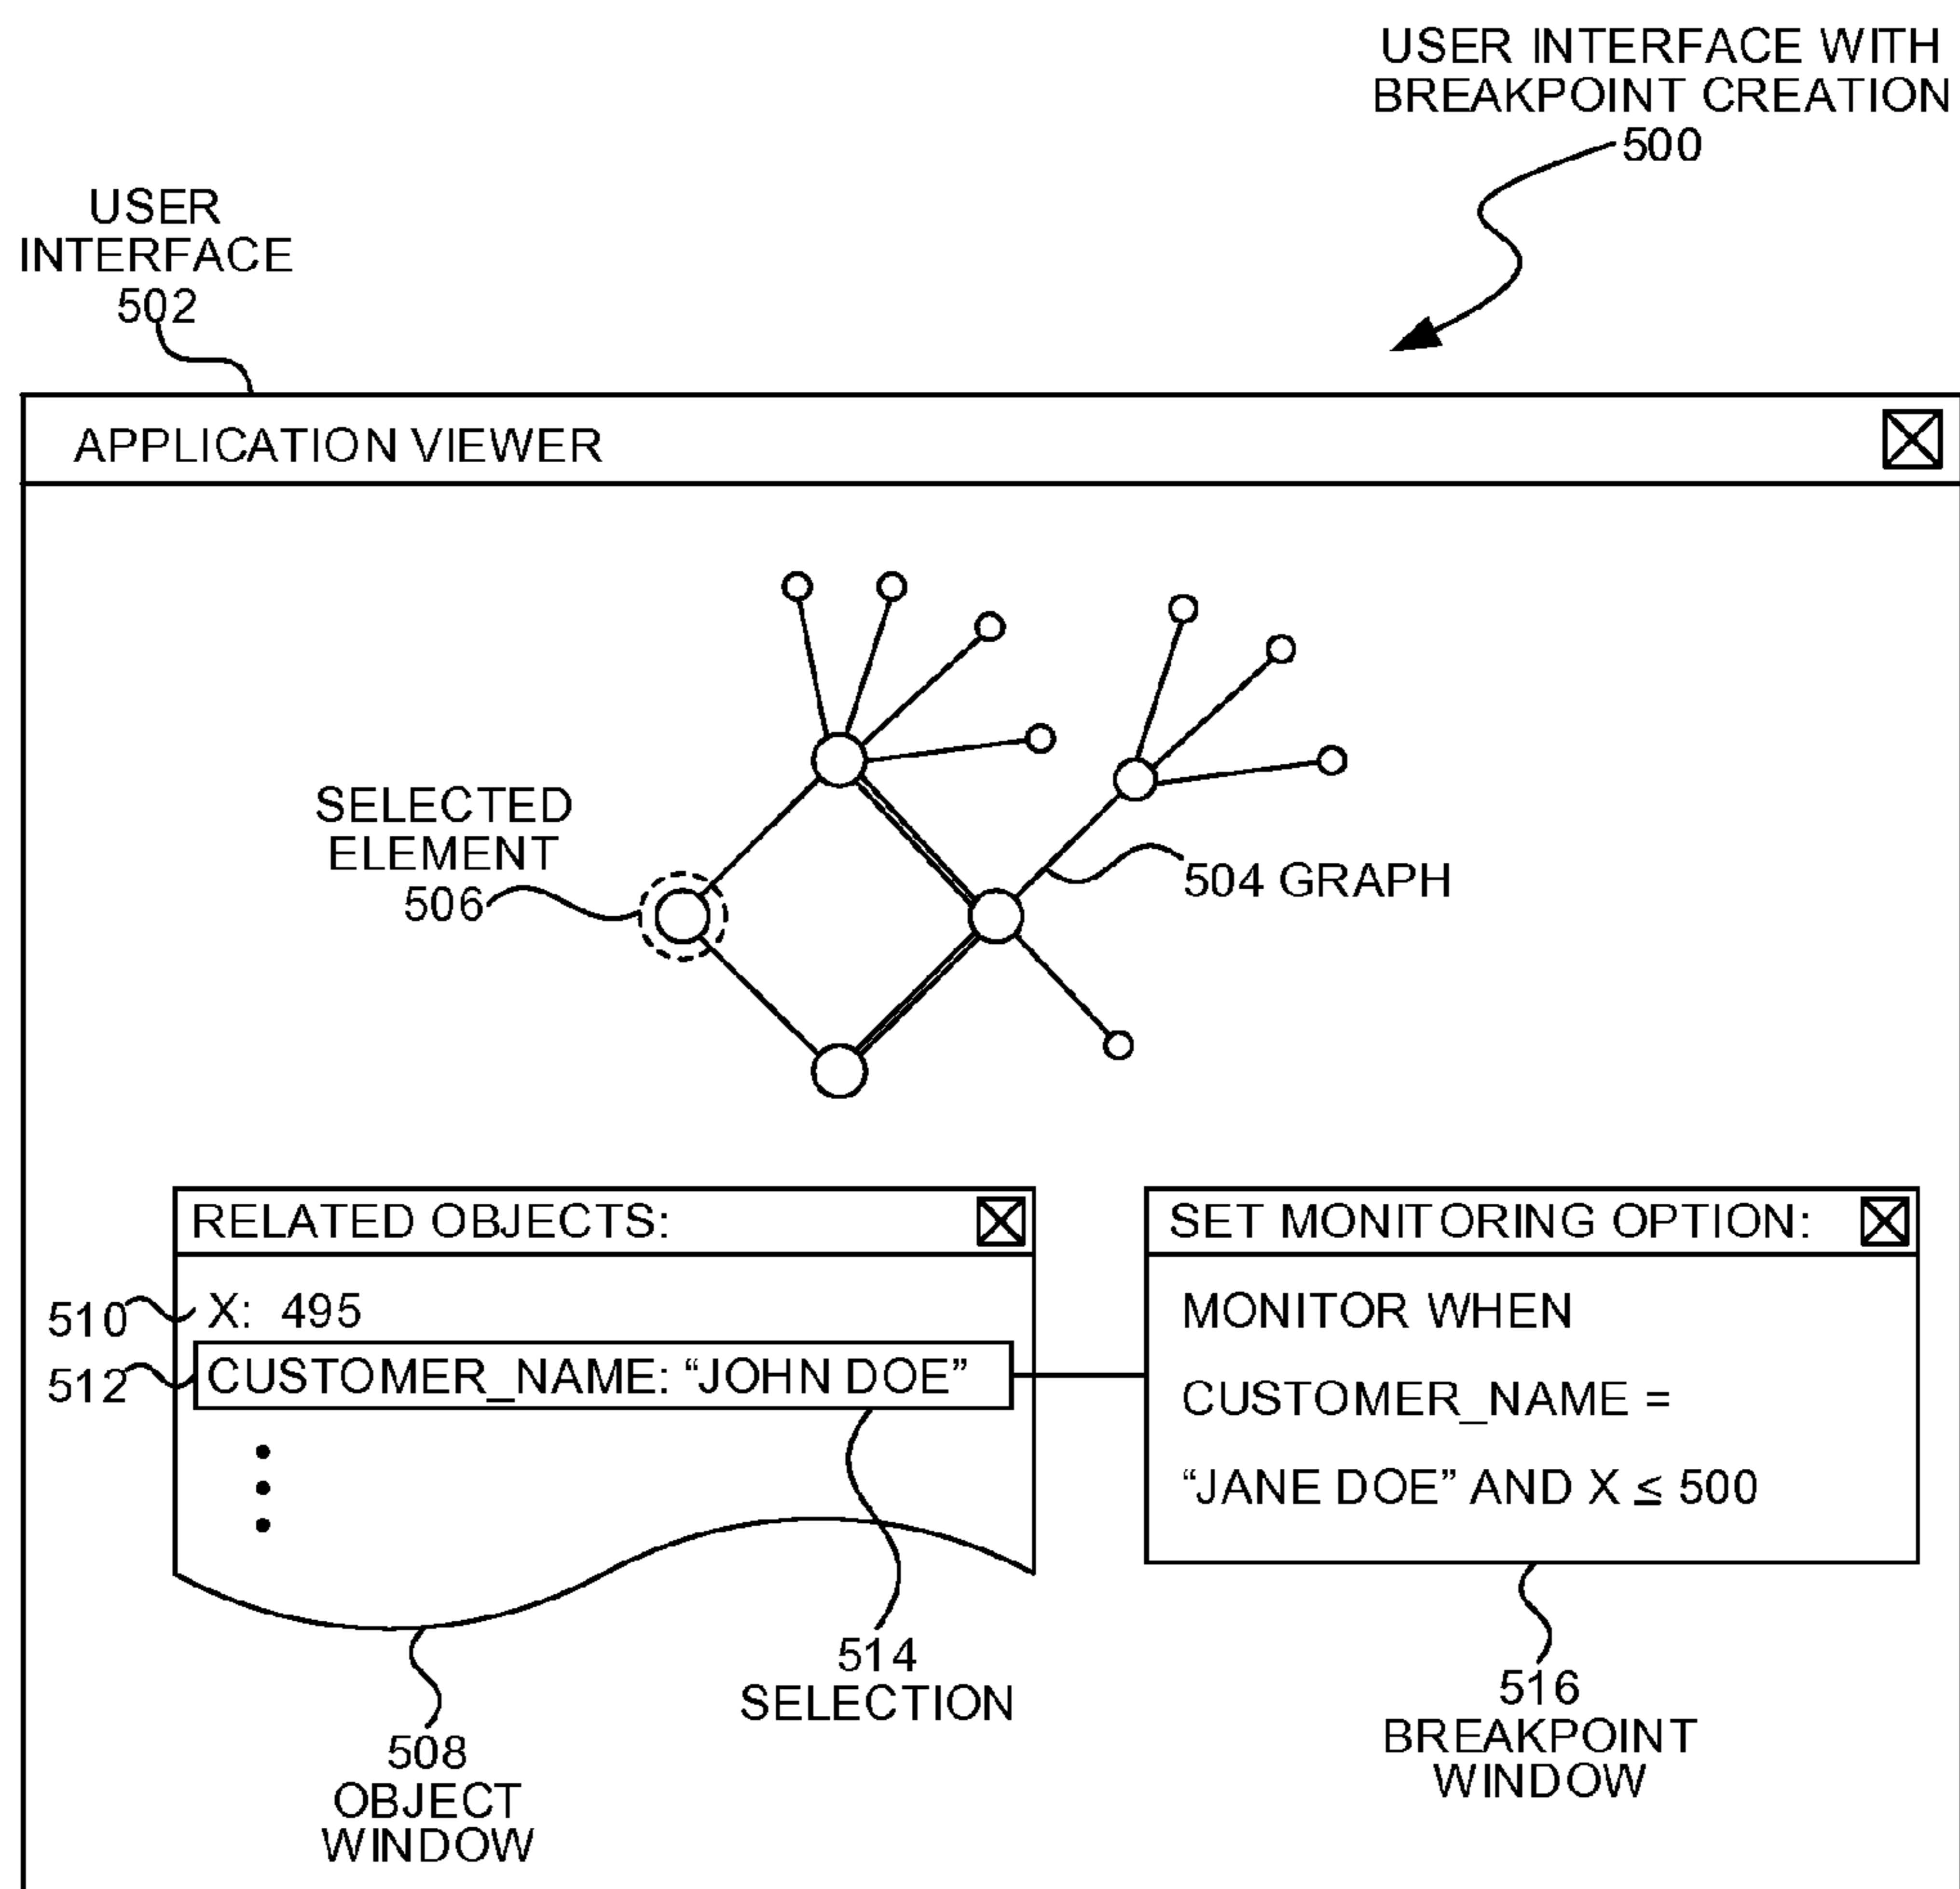 USER INTERFACE WITH
BREAKPOINT CREATION
500
USER
INTERFACE
502
APPLICATION VIEWER
SELECTED
ELEMENT
506
504 GRAPH
RELATED OBJECTS:
510
X: 495
512
CUSTOMER_NAME: “JOHN DOE”
SET MONITORING OPTION:
MONITOR WHEN
CUSTOMER_NAME =
“JANE DOE” AND X ≤ 500
514
SELECTION
516
BREAKPOINT
WINDOW
508
OBJECT
WINDOW